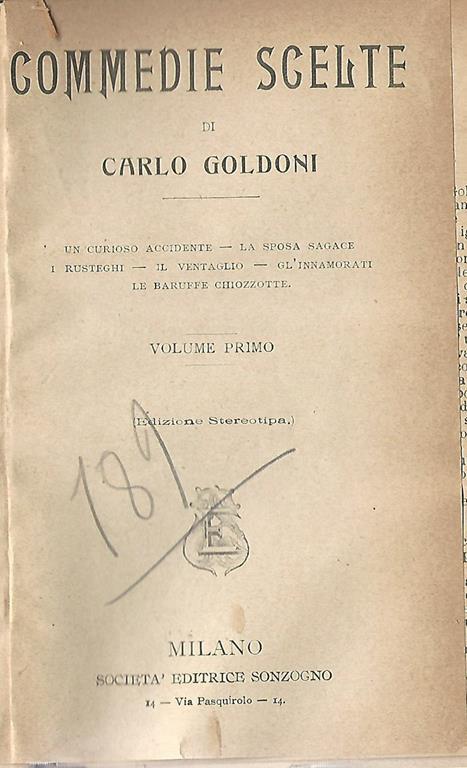 COMMEDIE SCELTE
DI
CARLO GOLDONI
UN CURIOSO ACCIDENTE — LA SPOSA SAGACE
I RUSTEGHI — IL VENTAGLIO — GL'INNAMORATI
LE BARUFFE CHIOZZOTTE.
VOLUME PRIMO
(Edizione Stereotipa.)
189
MILANO
SOCIETA' EDITRICE SONZOGNO
14 — Via Pasquirolo — 14.